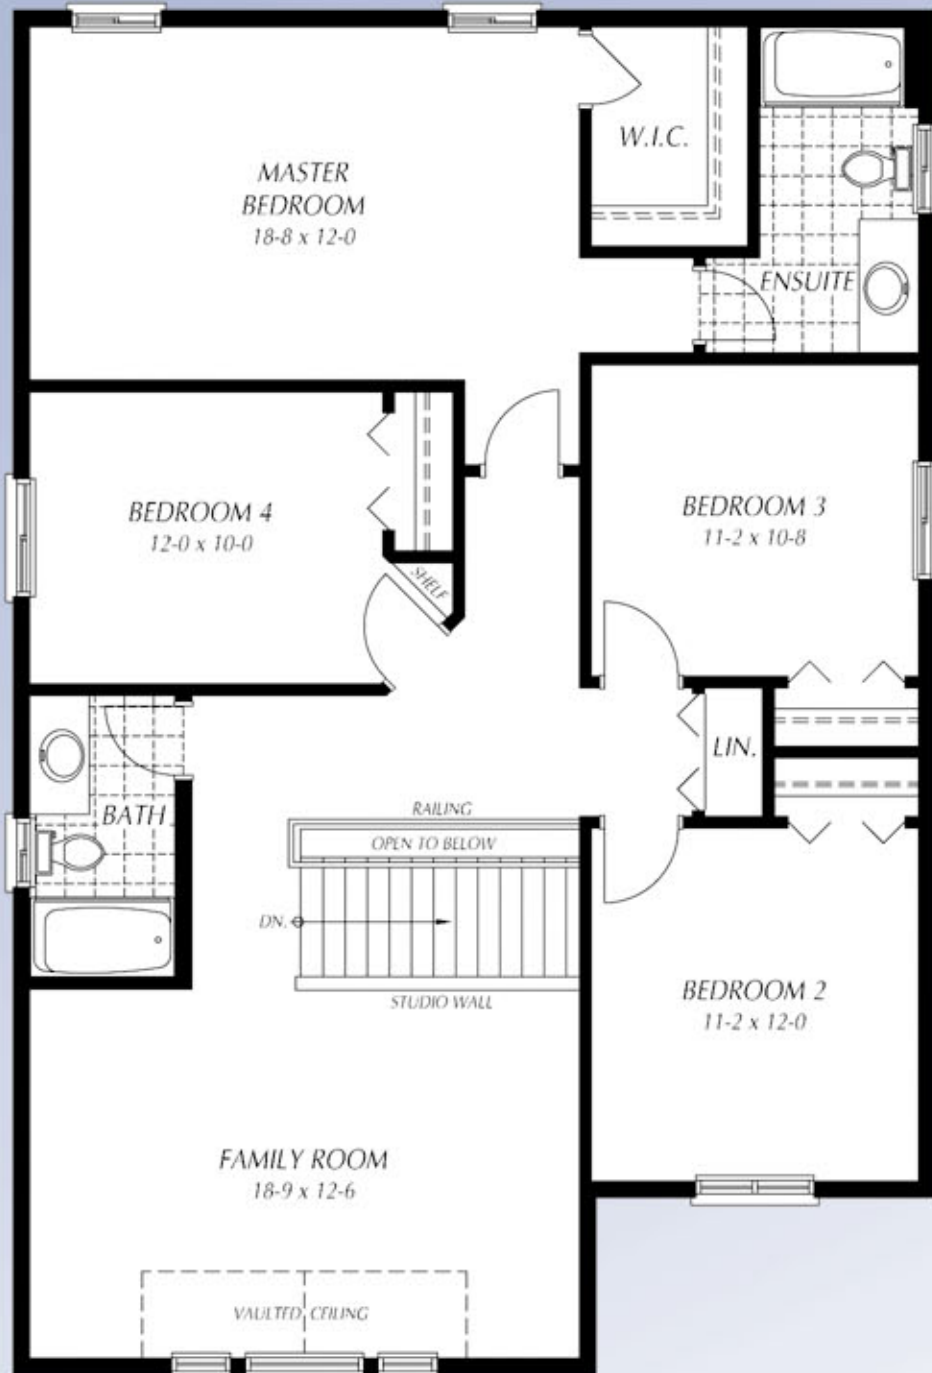 MASTER
BEDROOM
18-8 x 12-0
W.I.C.
ENSUITE
BEDROOM 4
12-0 x 10-0
SHELF
BEDROOM 3
11-2 x 10-8
LIN.
BATH
RAILING
OPEN TO BELOW
DN.
STUDIO WALL
BEDROOM 2
11-2 x 12-0
FAMILY ROOM
18-9 x 12-6
VAULTED CEILING